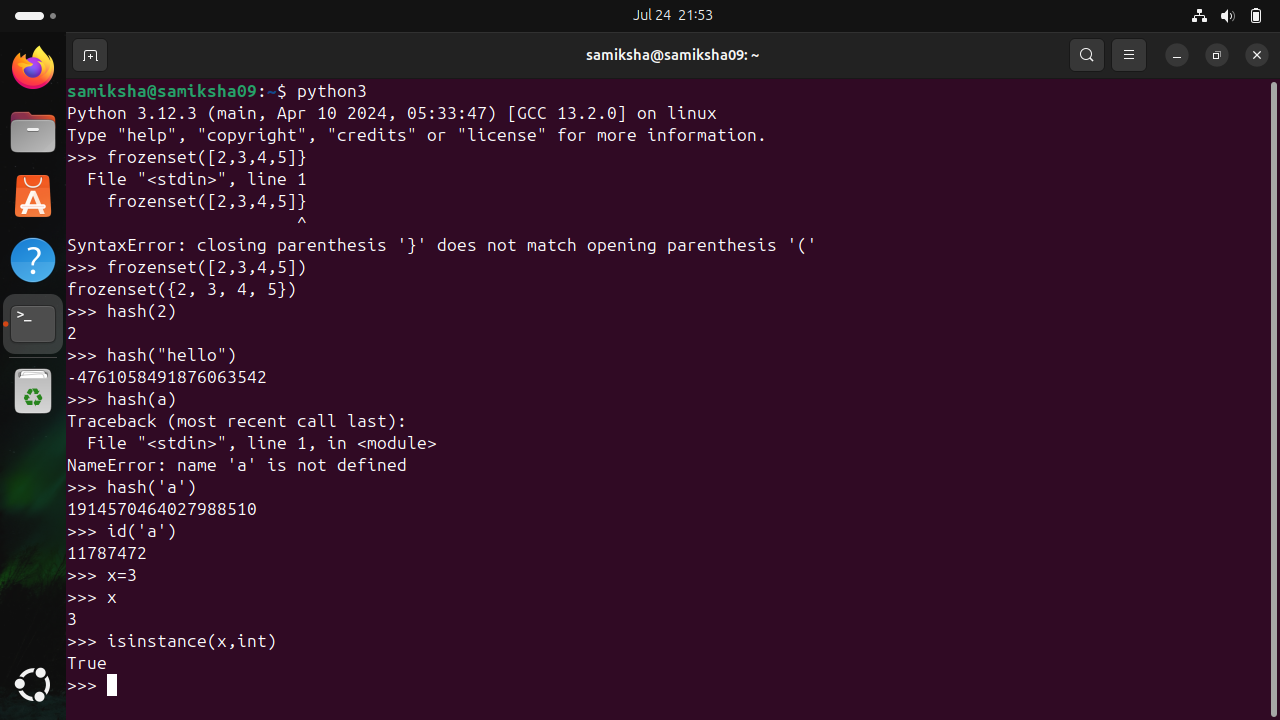 Jul 24 21:53
samiksha@samiksha09: ~
samiksha@samiksha09:~$ python3
Python 3.12.3 (main, Apr 10 2024, 05:33:47) [GCC 13.2.0] on linux
Type "help", "copyright", "credits" or "license" for more information.
>>> frozenset([2,3,4,5]}
  File "<stdin>", line 1
    frozenset([2,3,4,5]}
                       ^
SyntaxError: closing parenthesis '}' does not match opening parenthesis '('
>>> frozenset([2,3,4,5])
frozenset({2, 3, 4, 5})
>>> hash(2)
2
>>> hash("hello")
-4761058491876063542
>>> hash(a)
Traceback (most recent call last):
  File "<stdin>", line 1, in <module>
NameError: name 'a' is not defined
>>> hash('a')
1914570464027988510
>>> id('a')
11787472
>>> x=3
>>> x
3
>>> isinstance(x,int)
True
>>>